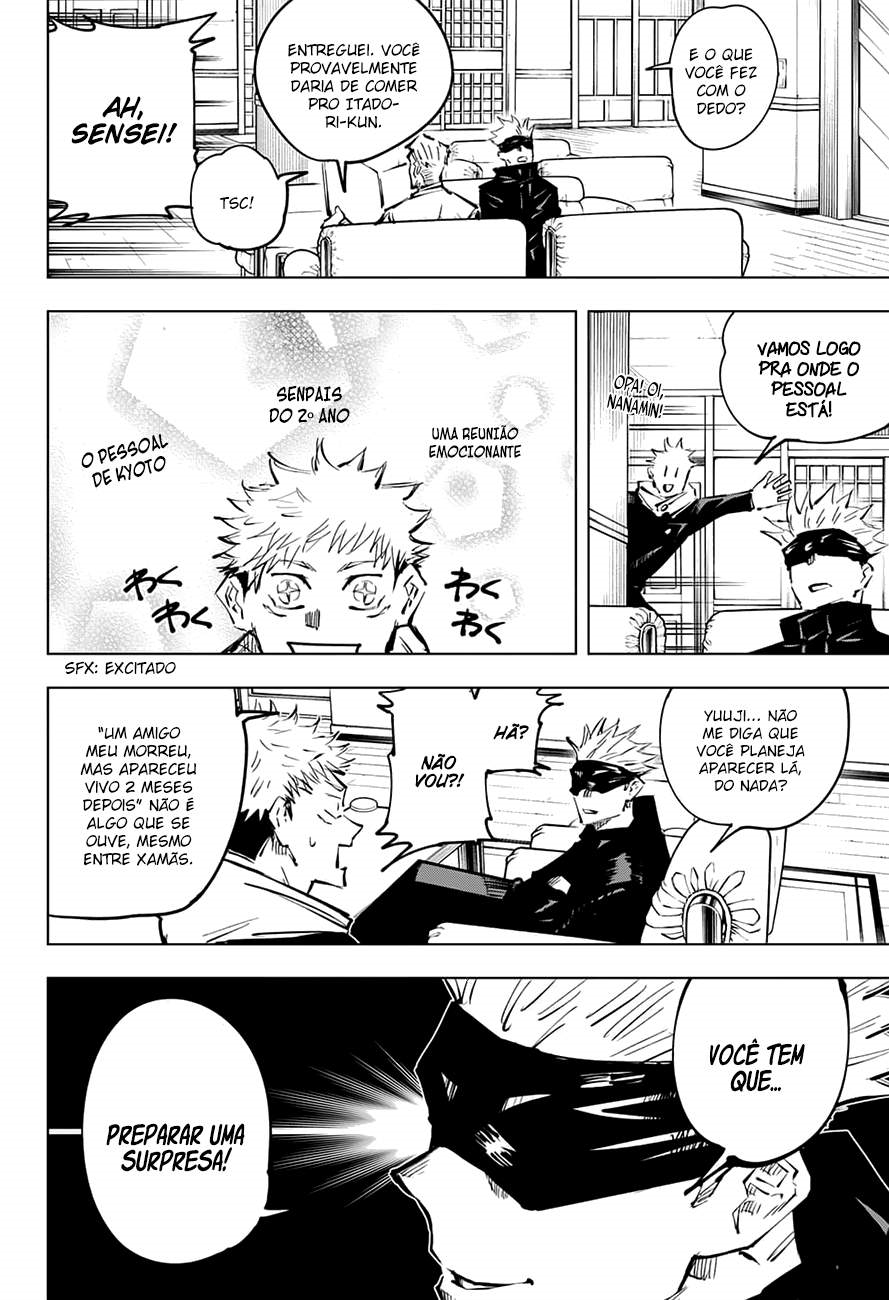 E O QUE
VOCÊ FEZ
COM O
DEDO?
ENTREGUEI. VOCÊ
PROVAVELMENTE
DARIA DE COMER
PRO ITADO-
RI-KUN.
TSC!
AH,
SENSEI!
VAMOS LOGO
PRA ONDE O
PESSOAL
ESTÁ!
OPA! OI,
NANAMIN!
UMA REUNIÃO
EMOCIONANTE
SENPAIS
DO 2º ANO
O PESSOAL
DE KYOTO
わく
わく
わく
わく
SFX: EXCITADO
YUUJI... NÃO
ME DIGA QUE
VOCÊ PLANEJA
APARECER LÁ,
DO NADA?
HÃ?
NÃO
VOU?!
“UM AMIGO
MEU MORREU,
MAS APARECEU
VIVO 2 MESES
DEPOIS” NÃO É
ALGO QUE SE
OUVE, MESMO
ENTRE XAMÃS.
VOCÊ TEM
QUE...
PREPARAR UMA
SURPRESA!